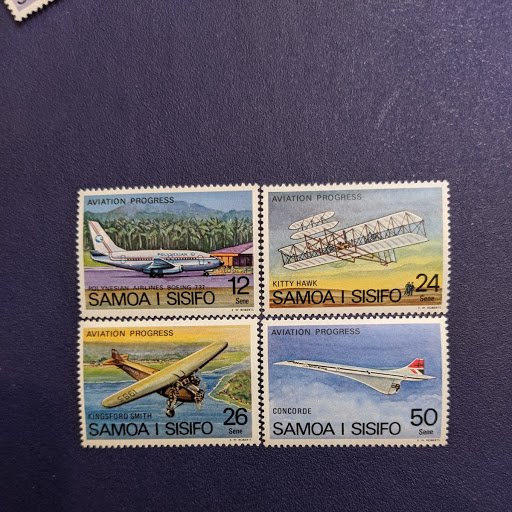 AVIATION PROGRESS
POLYNESIAN
POLYNESIAN AIRLINES BOEING 737
12
SAMOA I SISIFO
Sene
AVIATION PROGRESS
KITTY HAWK
24
SAMOA I SISIFO
Sene
AVIATION PROGRESS
KINGSFORD SMITH
26
SAMOA I SISIFO
Sene
AVIATION PROGRESS
CONCORDE
50
SAMOA I SISIFO
Sene